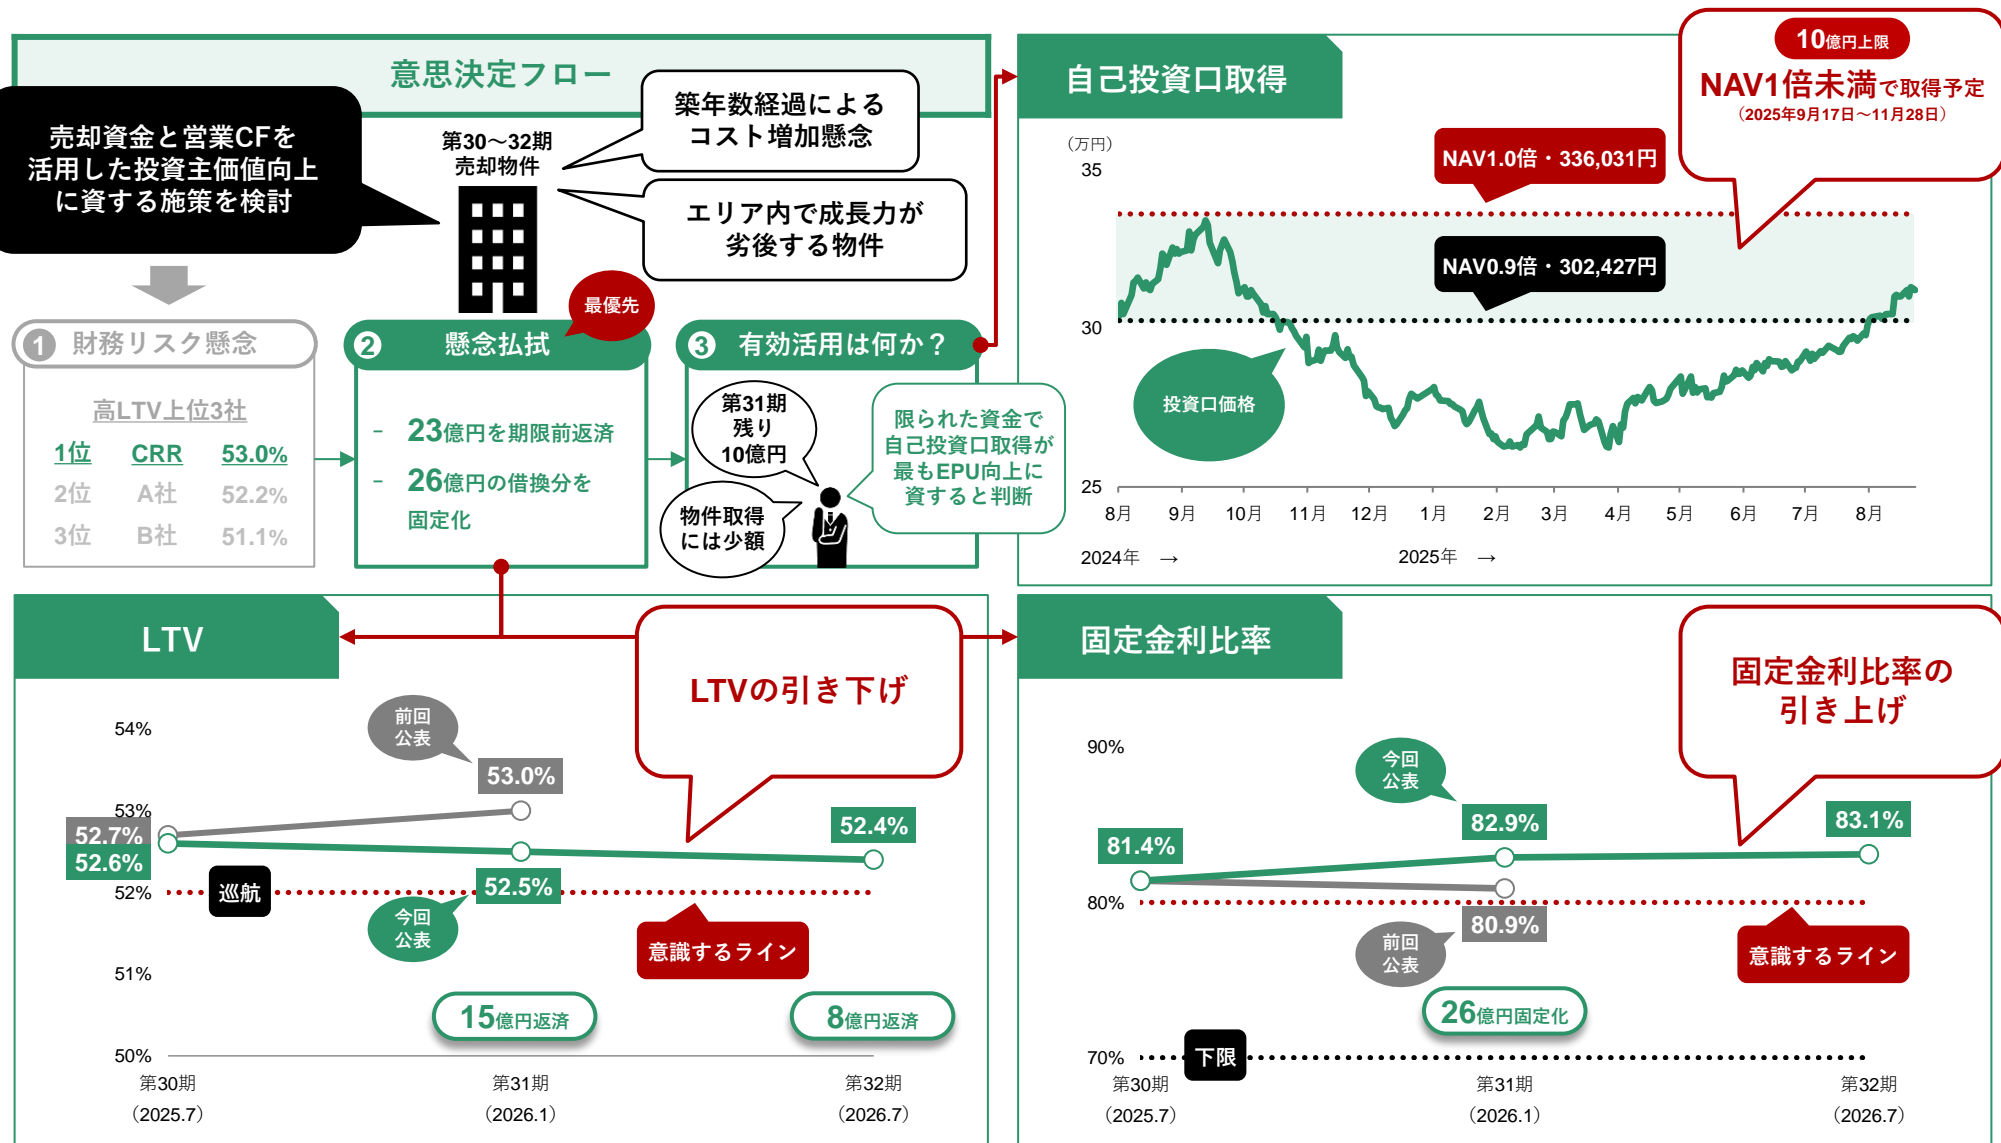 意思決定フロー
売却資金と営業CFを
活用した投資主価値向上
に資する施策を検討
第30～32期
売却物件
築年数経過による
コスト増加懸念
エリア内で成長力が
劣後する物件
1 財務リスク懸念
高LTV上位3社
1位 CRR 53.0%
2位 A社 52.2%
3位 B社 51.1%
最優先
2 懸念払拭
- 23億円を期限前返済
- 26億円の借換分を
固定化
3 有効活用は何か？
第31期
残り
10億円
物件取得
には少額
限られた資金で
自己投資口取得が
最もEPU向上に
資すると判断
自己投資口取得
10億円上限
NAV1倍未満で取得予定
（2025年9月17日～11月28日）
（万円）
35
30
25
NAV1.0倍・336,031円
NAV0.9倍・302,427円
投資口価格
8月 9月 10月 11月 12月 1月 2月 3月 4月 5月 6月 7月 8月
2024年 → 2025年 →
LTV
LTVの引き下げ
54%
53%
52%
51%
50%
前回
公表
53.0%
52.7%
52.6%
52.5%
52.4%
巡航
今回
公表
意識するライン
15億円返済
8億円返済
第30期 第31期 第32期
（2025.7） （2026.1） （2026.7）
固定金利比率
固定金利比率の
引き上げ
90%
80%
70%
今回
公表
81.4%
82.9%
83.1%
80.9%
前回
公表
意識するライン
26億円固定化
下限
第30期 第31期 第32期
（2025.7） （2026.1） （2026.7）